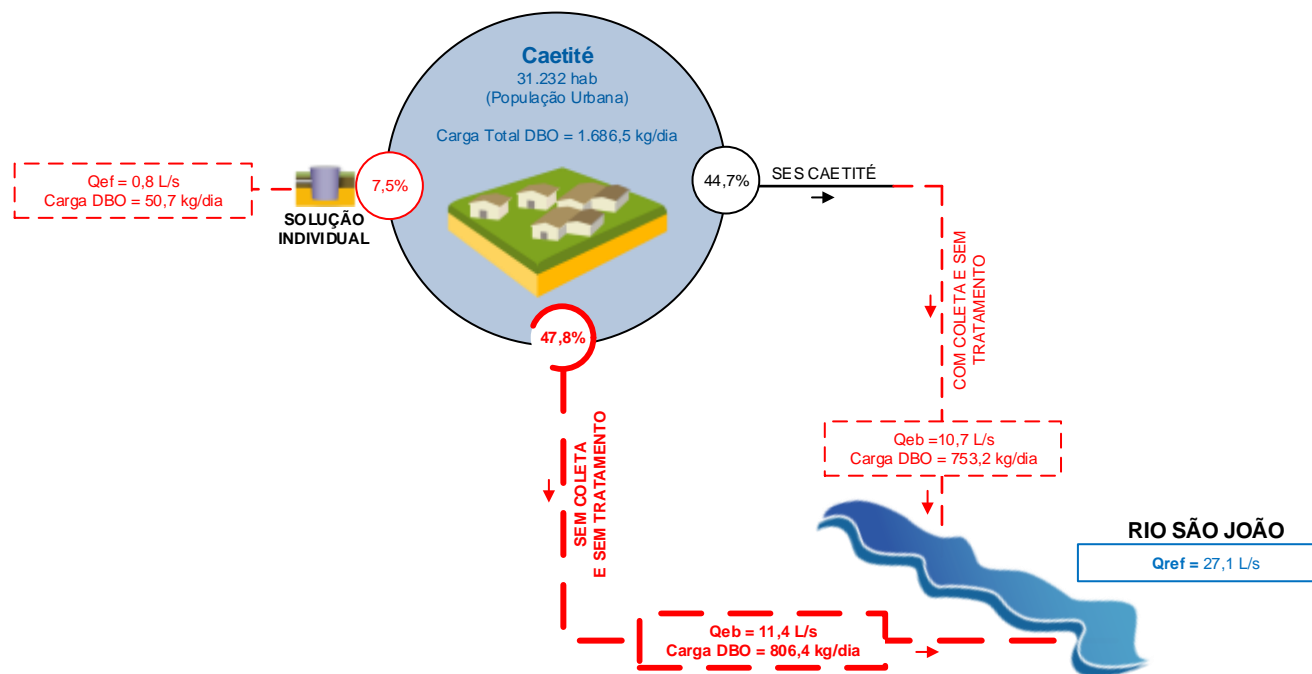 Caetité
31.232 hab
(População Urbana)
Carga Total DBO = 1.686,5 kg/dia
Qef = 0,8 L/s
Carga DBO = 50,7 kg/dia
SOLUÇÃO
INDIVIDUAL
7,5%
44,7%
SES CAETITÉ
COM COLETA E SEM
TRATAMENTO
47,8%
SEM COLETA
E SEM TRATAMENTO
Qeb =10,7 L/s
Carga DBO = 753,2 kg/dia
RIO SÃO JOÃO
Qref = 27,1 L/s
Qeb = 11,4 L/s
Carga DBO = 806,4 kg/dia